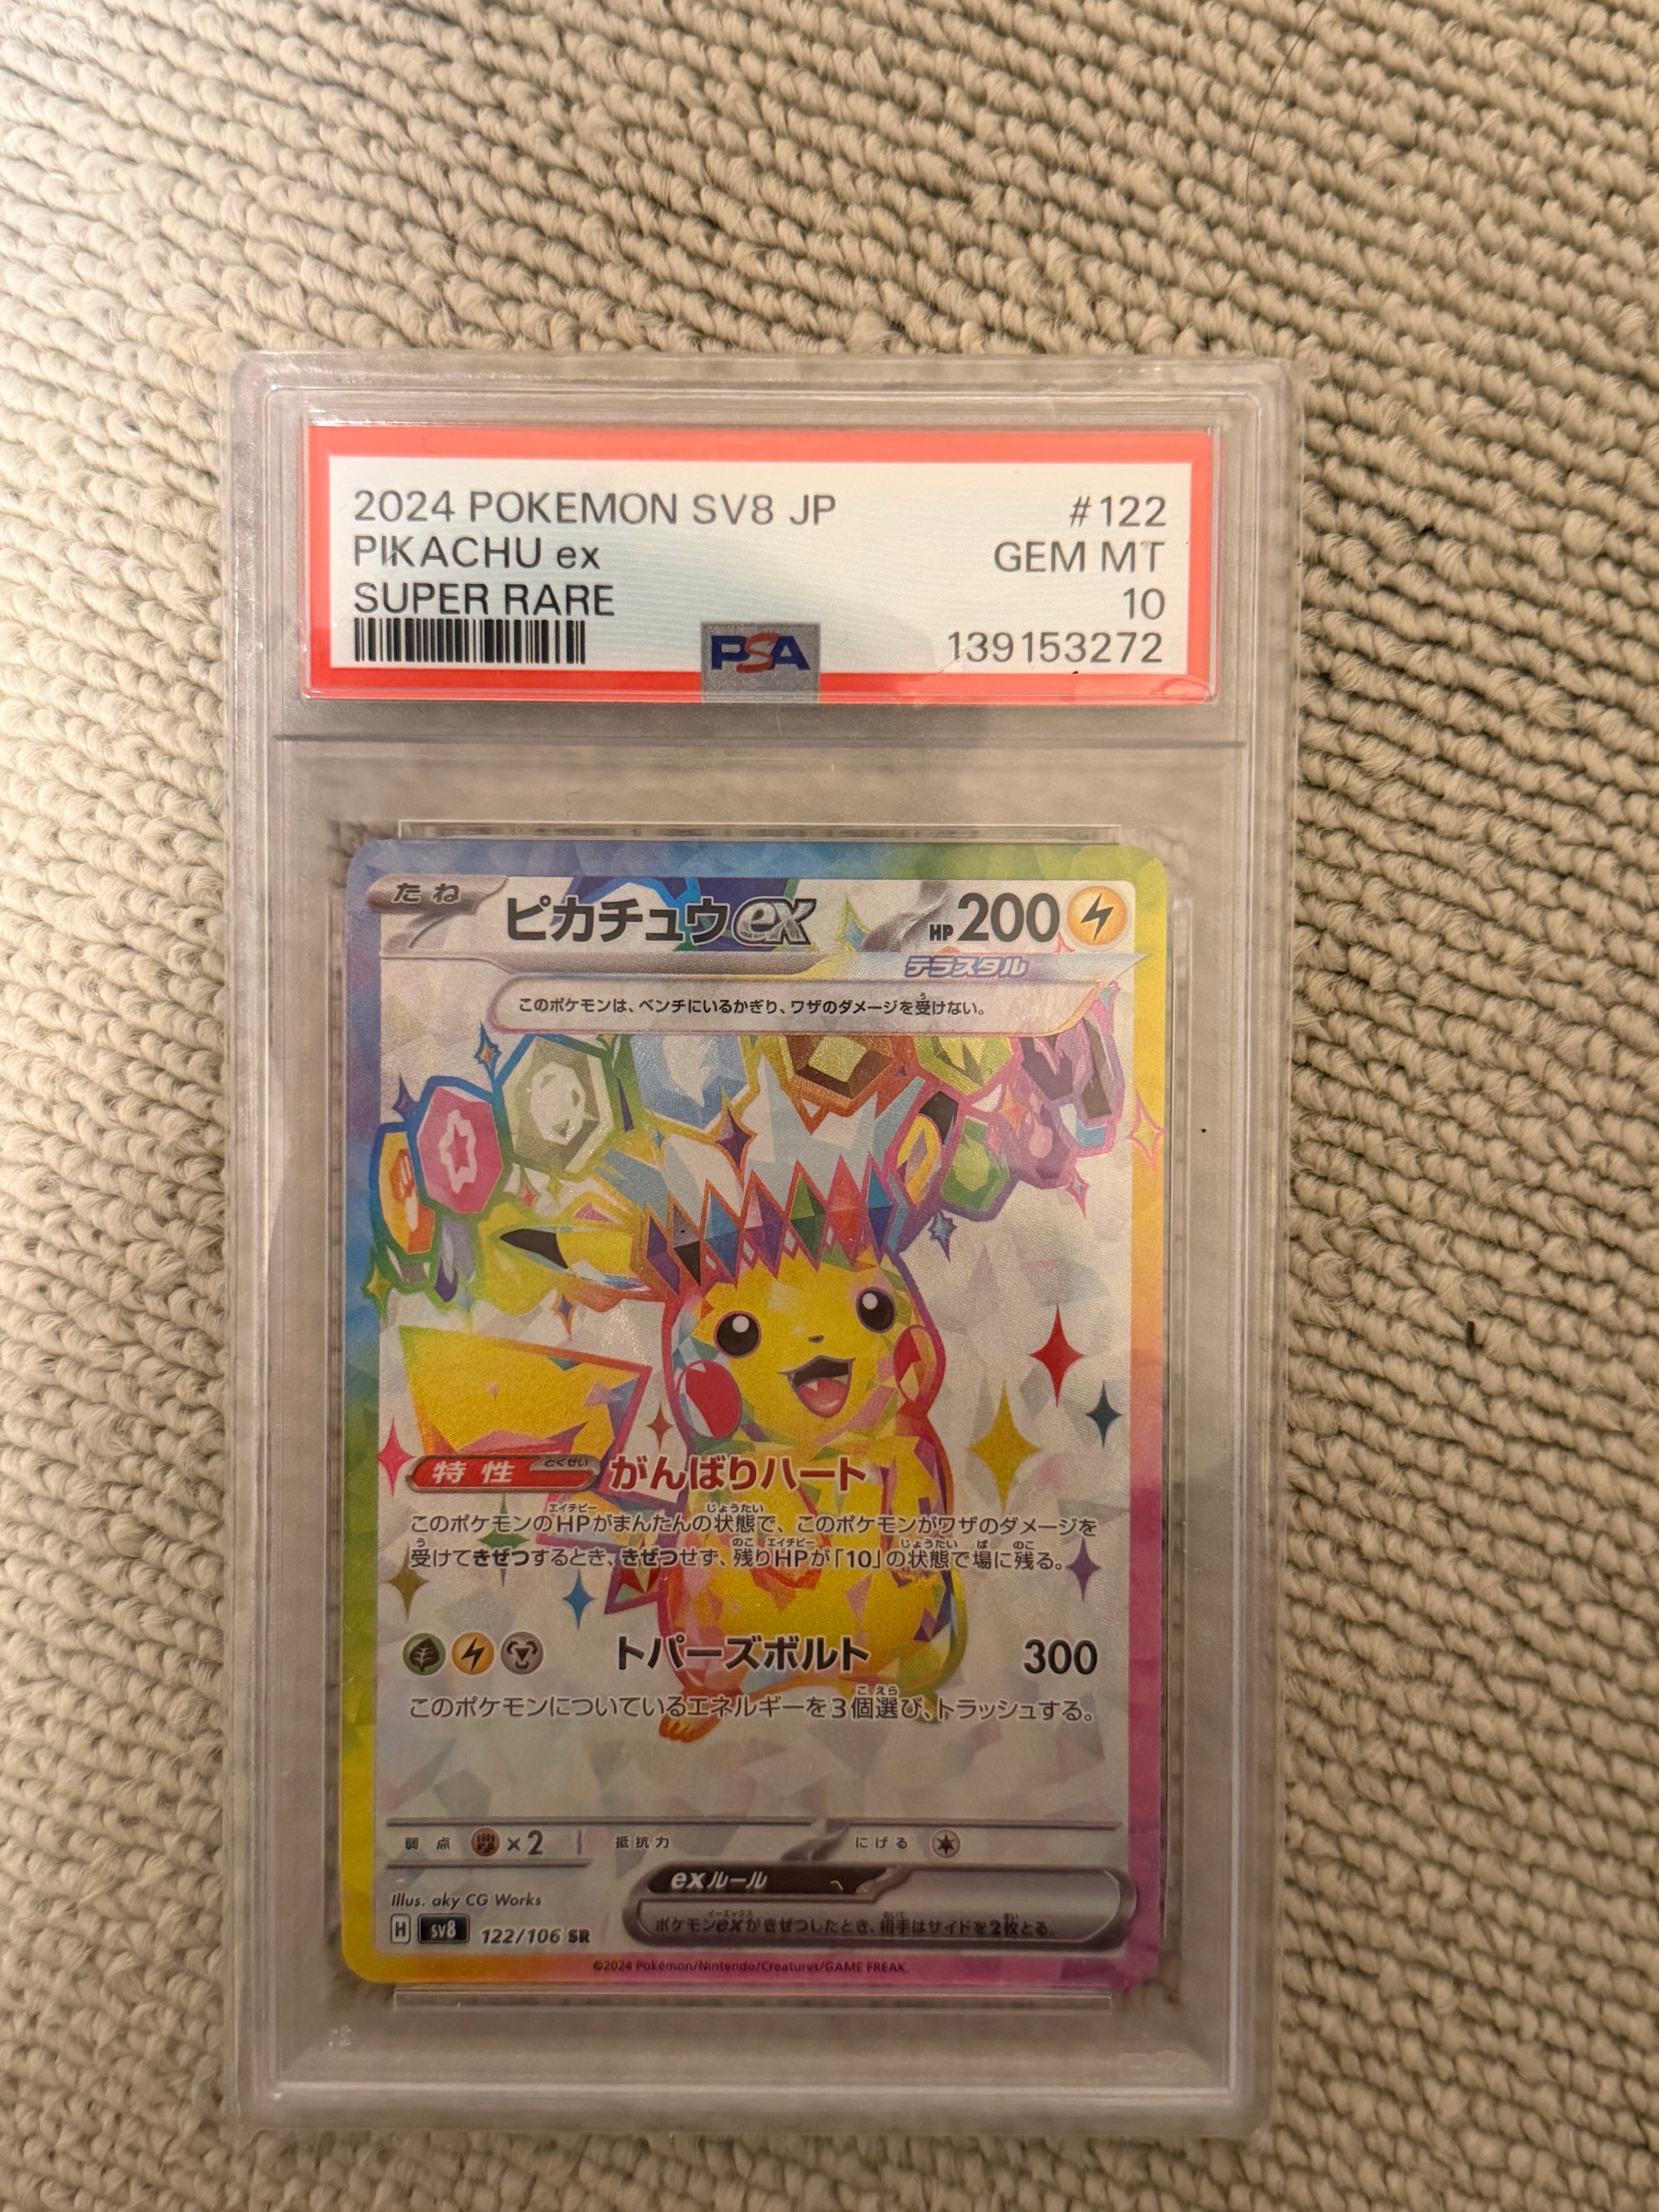 2024 POKEMON SV8 JP #122
PIKACHU ex GEM MT
SUPER RARE 10
PSA 139153272
たね ピカチュウex HP200
テラスタル
このポケモンは、ベンチにいるかぎり、ワザのダメージを受けない。
特性 がんばりハート
このポケモンのHPがまんたんの状態で、このポケモンがワザのダメージを
受けてきぜつするとき、きぜつせず、残りHPが「10」の状態で場に残る。
トパーズボルト 300
このポケモンについているエネルギーを3個選び、トラッシュする。
弱点 ×2 抵抗力 にげる
exルール
ポケモンexがきぜつしたとき、相手はサイドを2枚とる。
Illus. aky CG Works
H sv8 122/106 SR
©2024 Pokémon/Nintendo/Creatures/GAME FREAK.